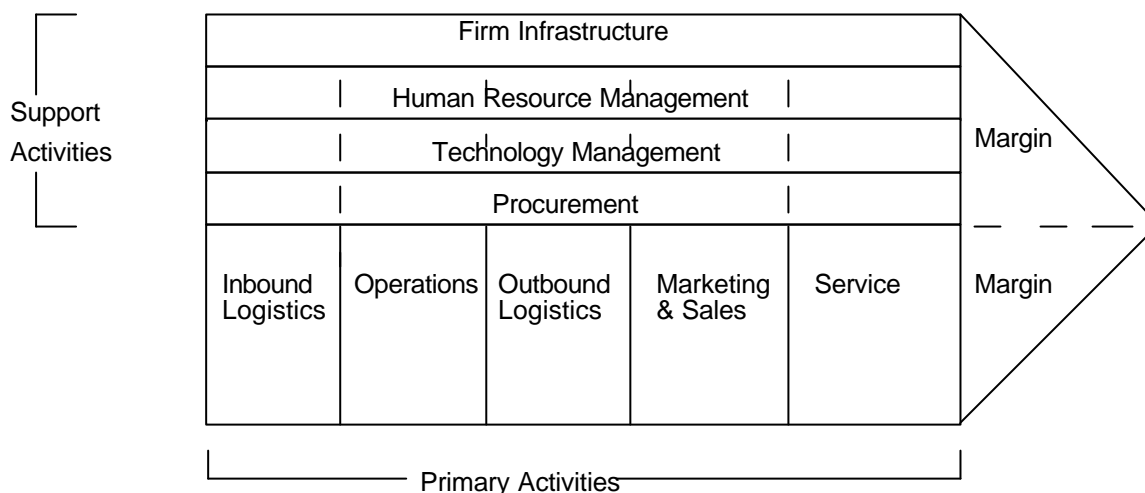 Firm Infrastructure
Human Resource Management
Support
Activities
Technology Management
Margin
Procurement
Inbound
Logistics
Operations
Outbound
Logistics
Marketing
& Sales
Service
Margin
Primary Activities